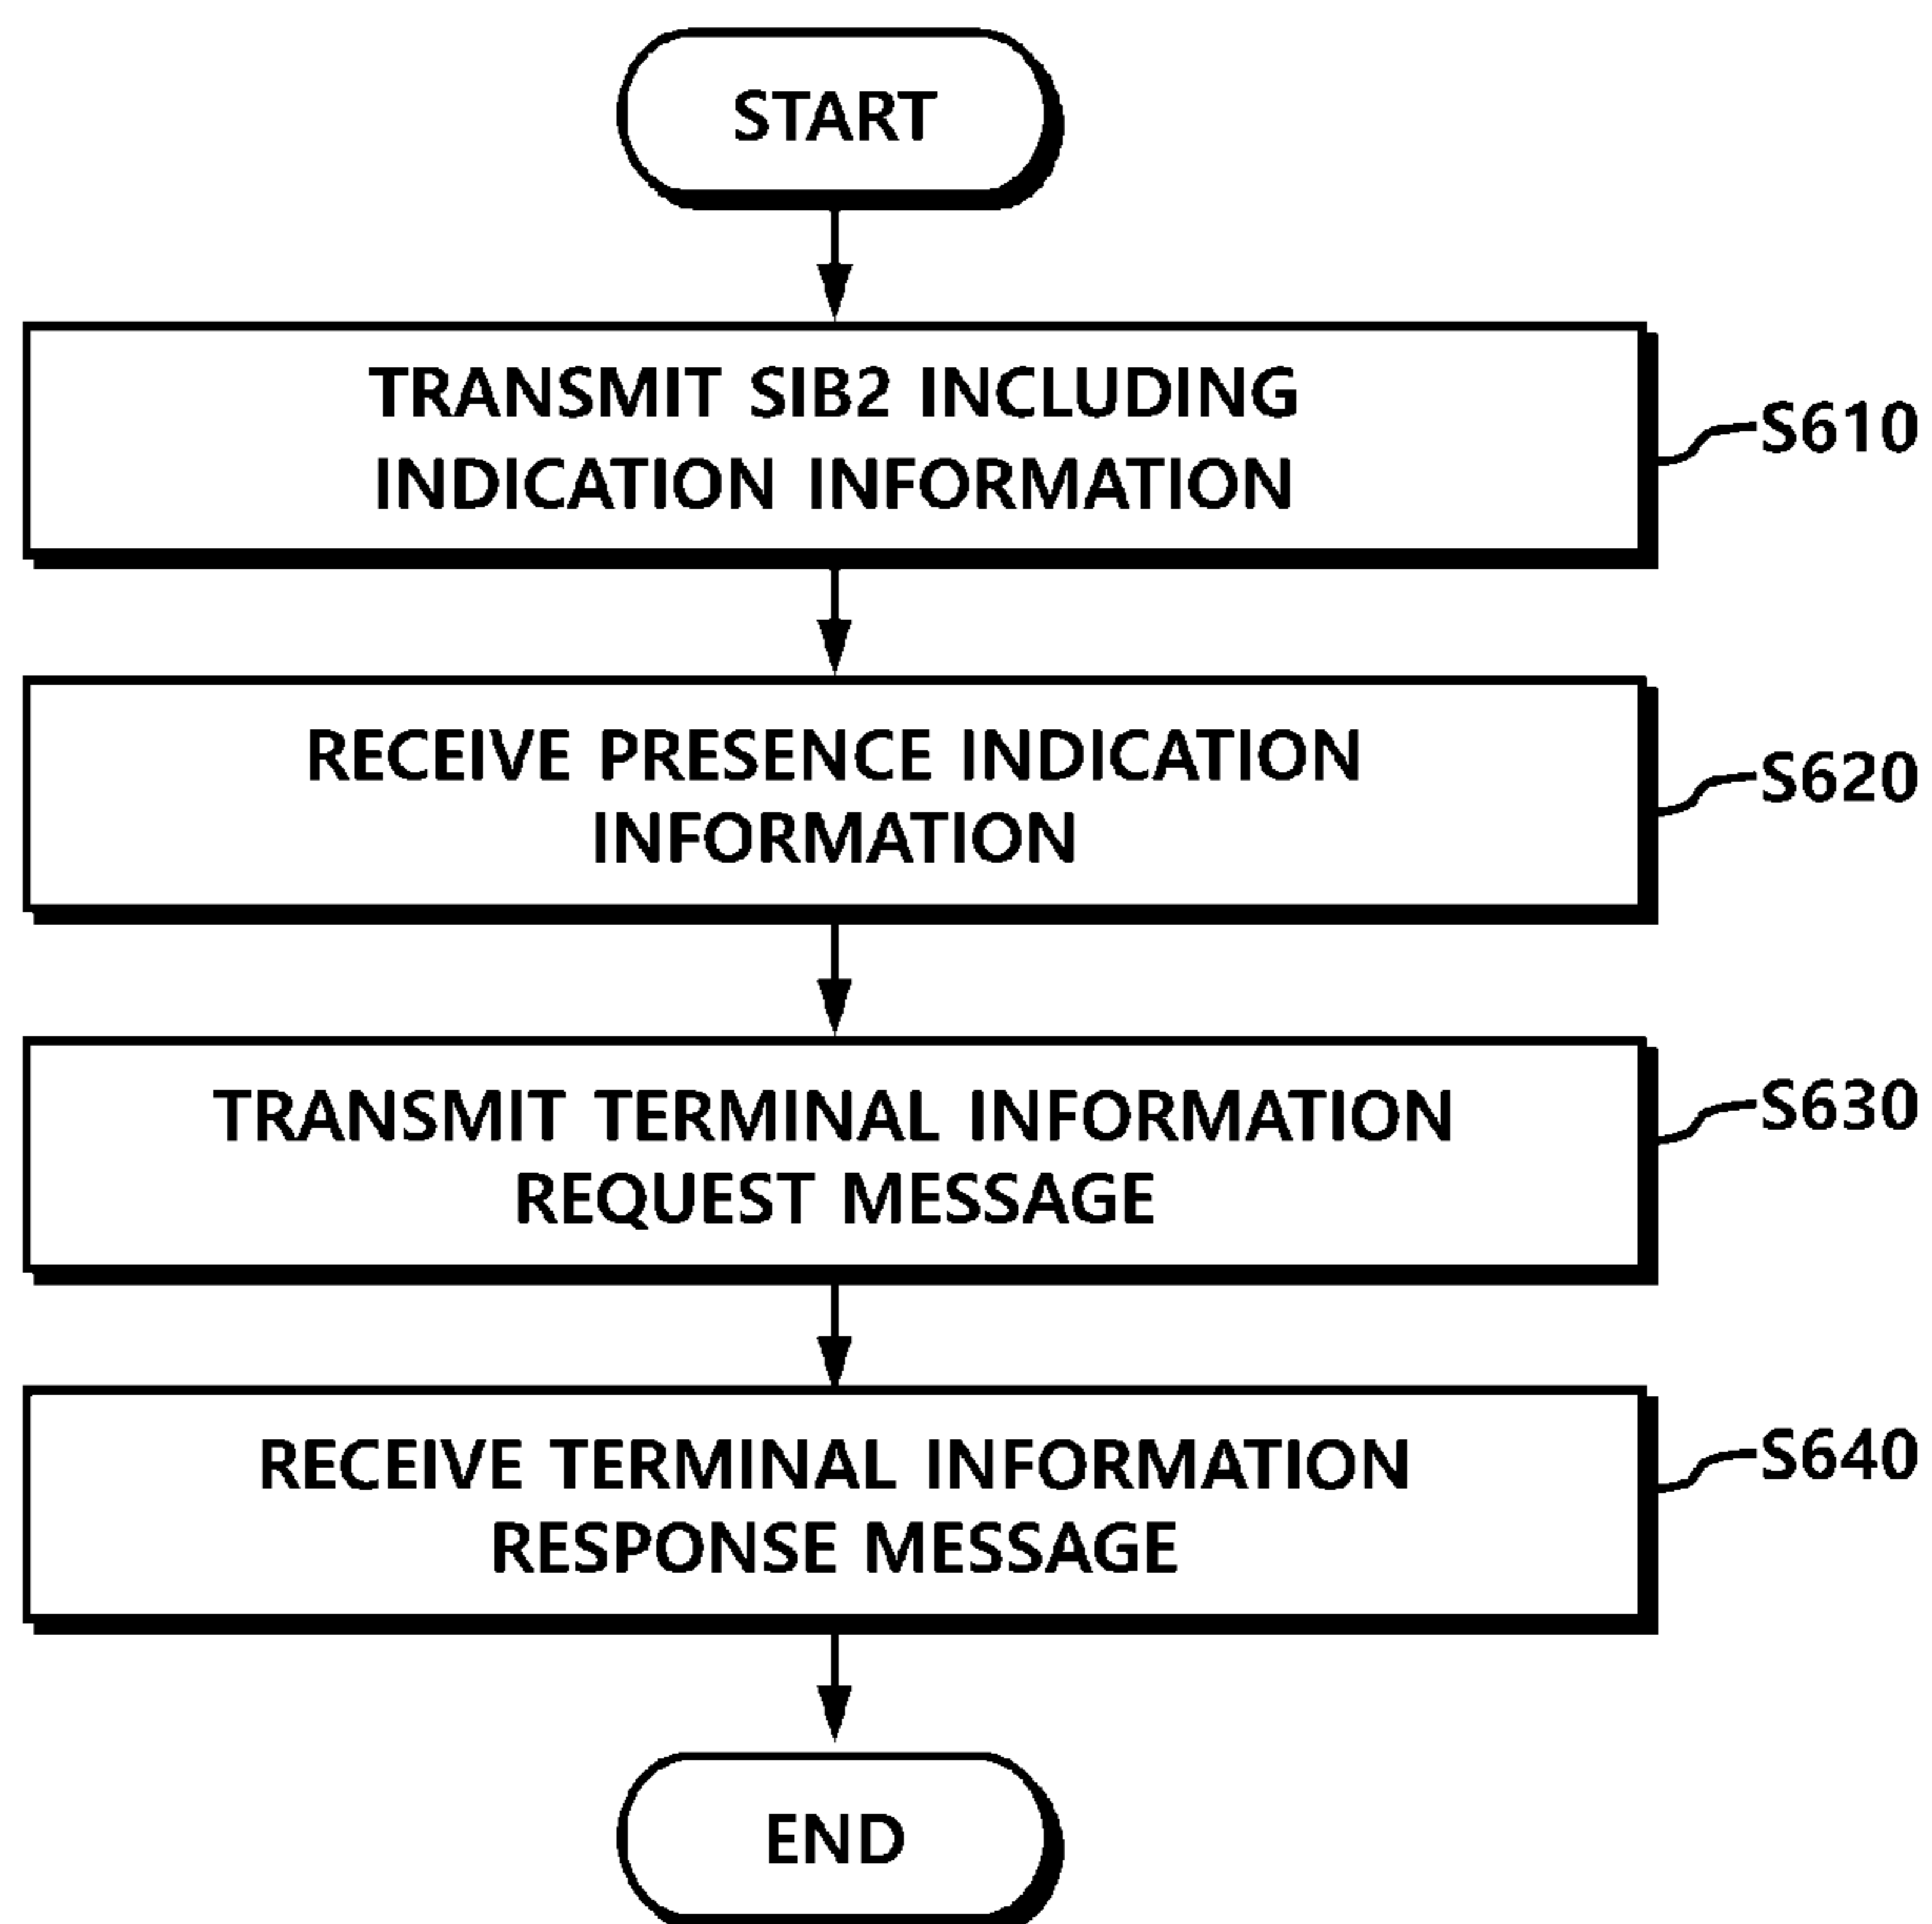 START
TRANSMIT SIB2 INCLUDING
INDICATION INFORMATION
S610
RECEIVE PRESENCE INDICATION
INFORMATION
S620
TRANSMIT TERMINAL INFORMATION
REQUEST MESSAGE
S630
RECEIVE TERMINAL INFORMATION
RESPONSE MESSAGE
S640
END